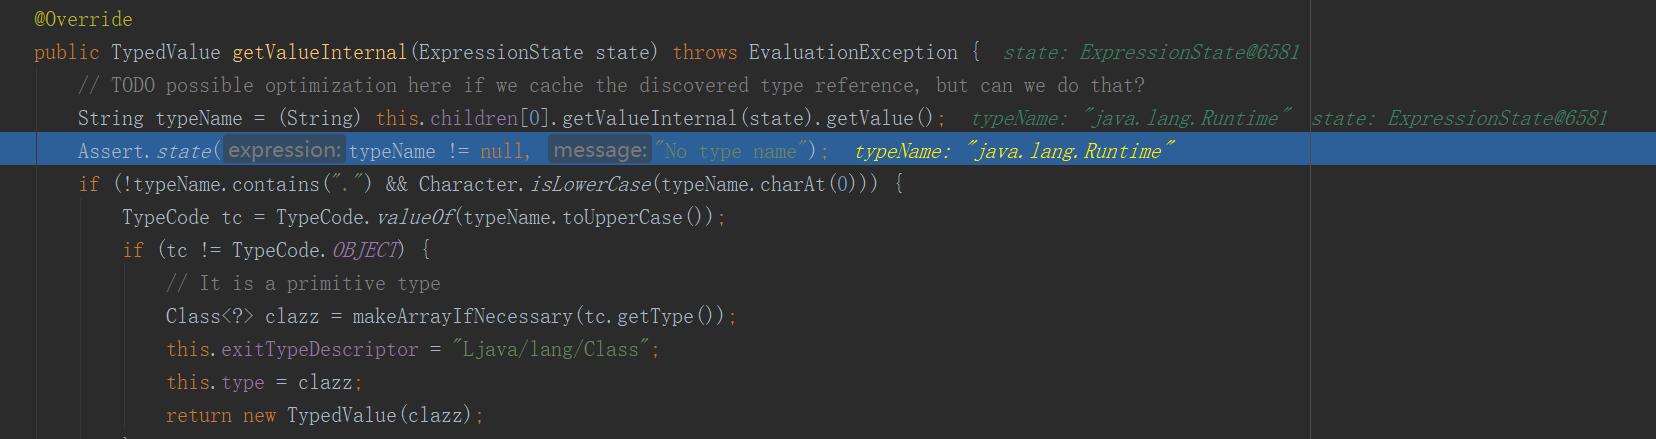 @Override
public TypedValue getValueInternal(ExpressionState state) throws EvaluationException {  state: ExpressionState@6581
// TODO possible optimization here if we cache the discovered type reference, but can we do that?
String typeName = (String) this.children[0].getValueInternal(state).getValue();  typeName: "java.lang.Runtime"  state: ExpressionState@6581
Assert.state( expression: typeName != null,  message: "No type name");  typeName: "java.lang.Runtime"
if (!typeName.contains(".") && Character.isLowerCase(typeName.charAt(0))) {
TypeCode tc = TypeCode.valueOf(typeName.toUpperCase());
if (tc != TypeCode.OBJECT) {
// It is a primitive type
Class<?> clazz = makeArrayIfNecessary(tc.getType());
this.exitTypeDescriptor = "Ljava/lang/Class";
this.type = clazz;
return new TypedValue(clazz);
}